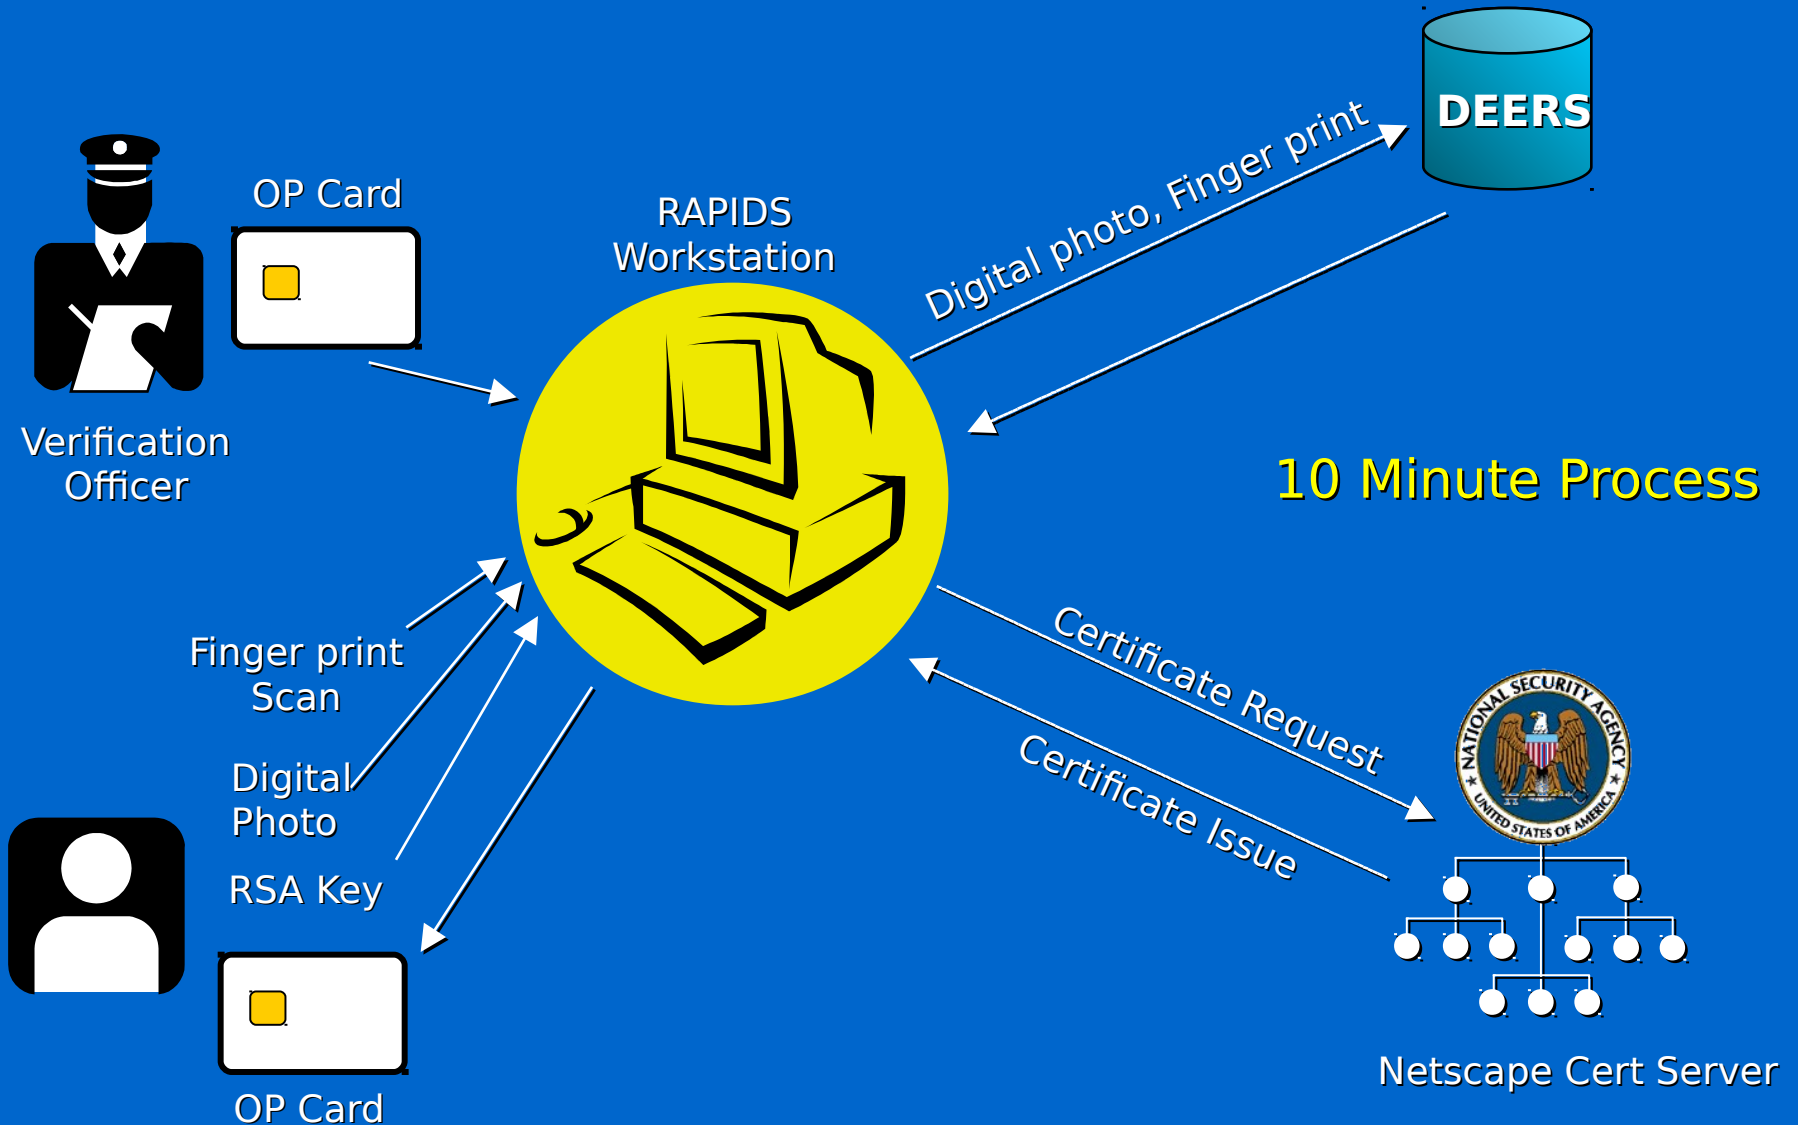 DEERS
Digital photo, Finger print
OP Card
RAPIDS
Workstation
Verification
Officer
10 Minute Process
Finger print
Scan
Certificate Request
Certificate Issue
NATIONAL SECURITY AGENCY
UNITED STATES OF AMERICA
Digital
Photo
RSA Key
Netscape Cert Server
OP Card